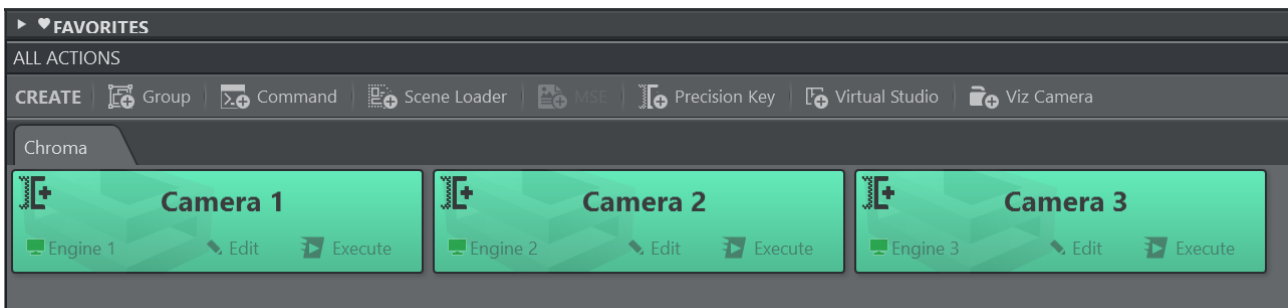 FAVORITES
ALL ACTIONS
CREATE Group Command Scene Loader MSE Precision Key Virtual Studio Viz Camera
Chroma
Camera 1 Camera 2 Camera 3
Engine 1 Edit Execute Engine 2 Edit Execute Engine 3 Edit Execute